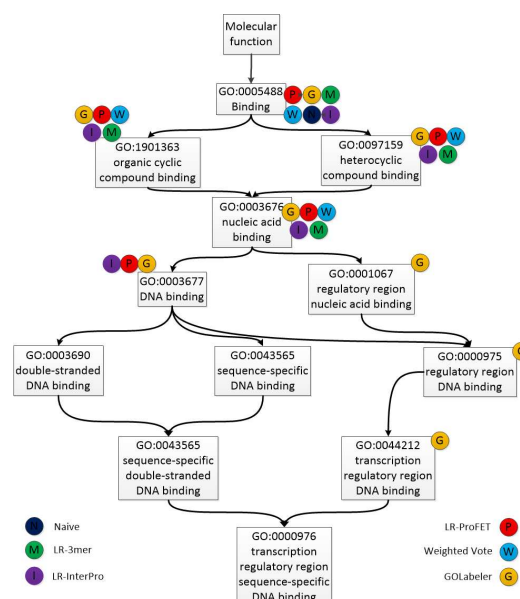 Molecular
function
GO:0005488
Binding
P G M
W N I
G P W
I M
GO:1901363
organic cyclic
compound binding
G P W
I M
GO:0097159
heterocyclic
compound binding
GO:0003676
nucleic acid
binding
G P W
I M
I P G
GO:0003677
DNA binding
G
GO:0001067
regulatory region
nucleic acid binding
GO:0003690
double-stranded
DNA binding
GO:0043565
sequence-specific
DNA binding
G
GO:0000975
regulatory region
DNA binding
GO:0043565
sequence-specific
double-stranded
DNA binding
G
GO:0044212
transcription
regulatory region
DNA binding
GO:0000976
transcription
regulatory region
sequence-specific
DNA binding
N Naive
M LR-3mer
I LR-InterPro
LR-ProFET P
Weighted Vote W
GOLabeler G